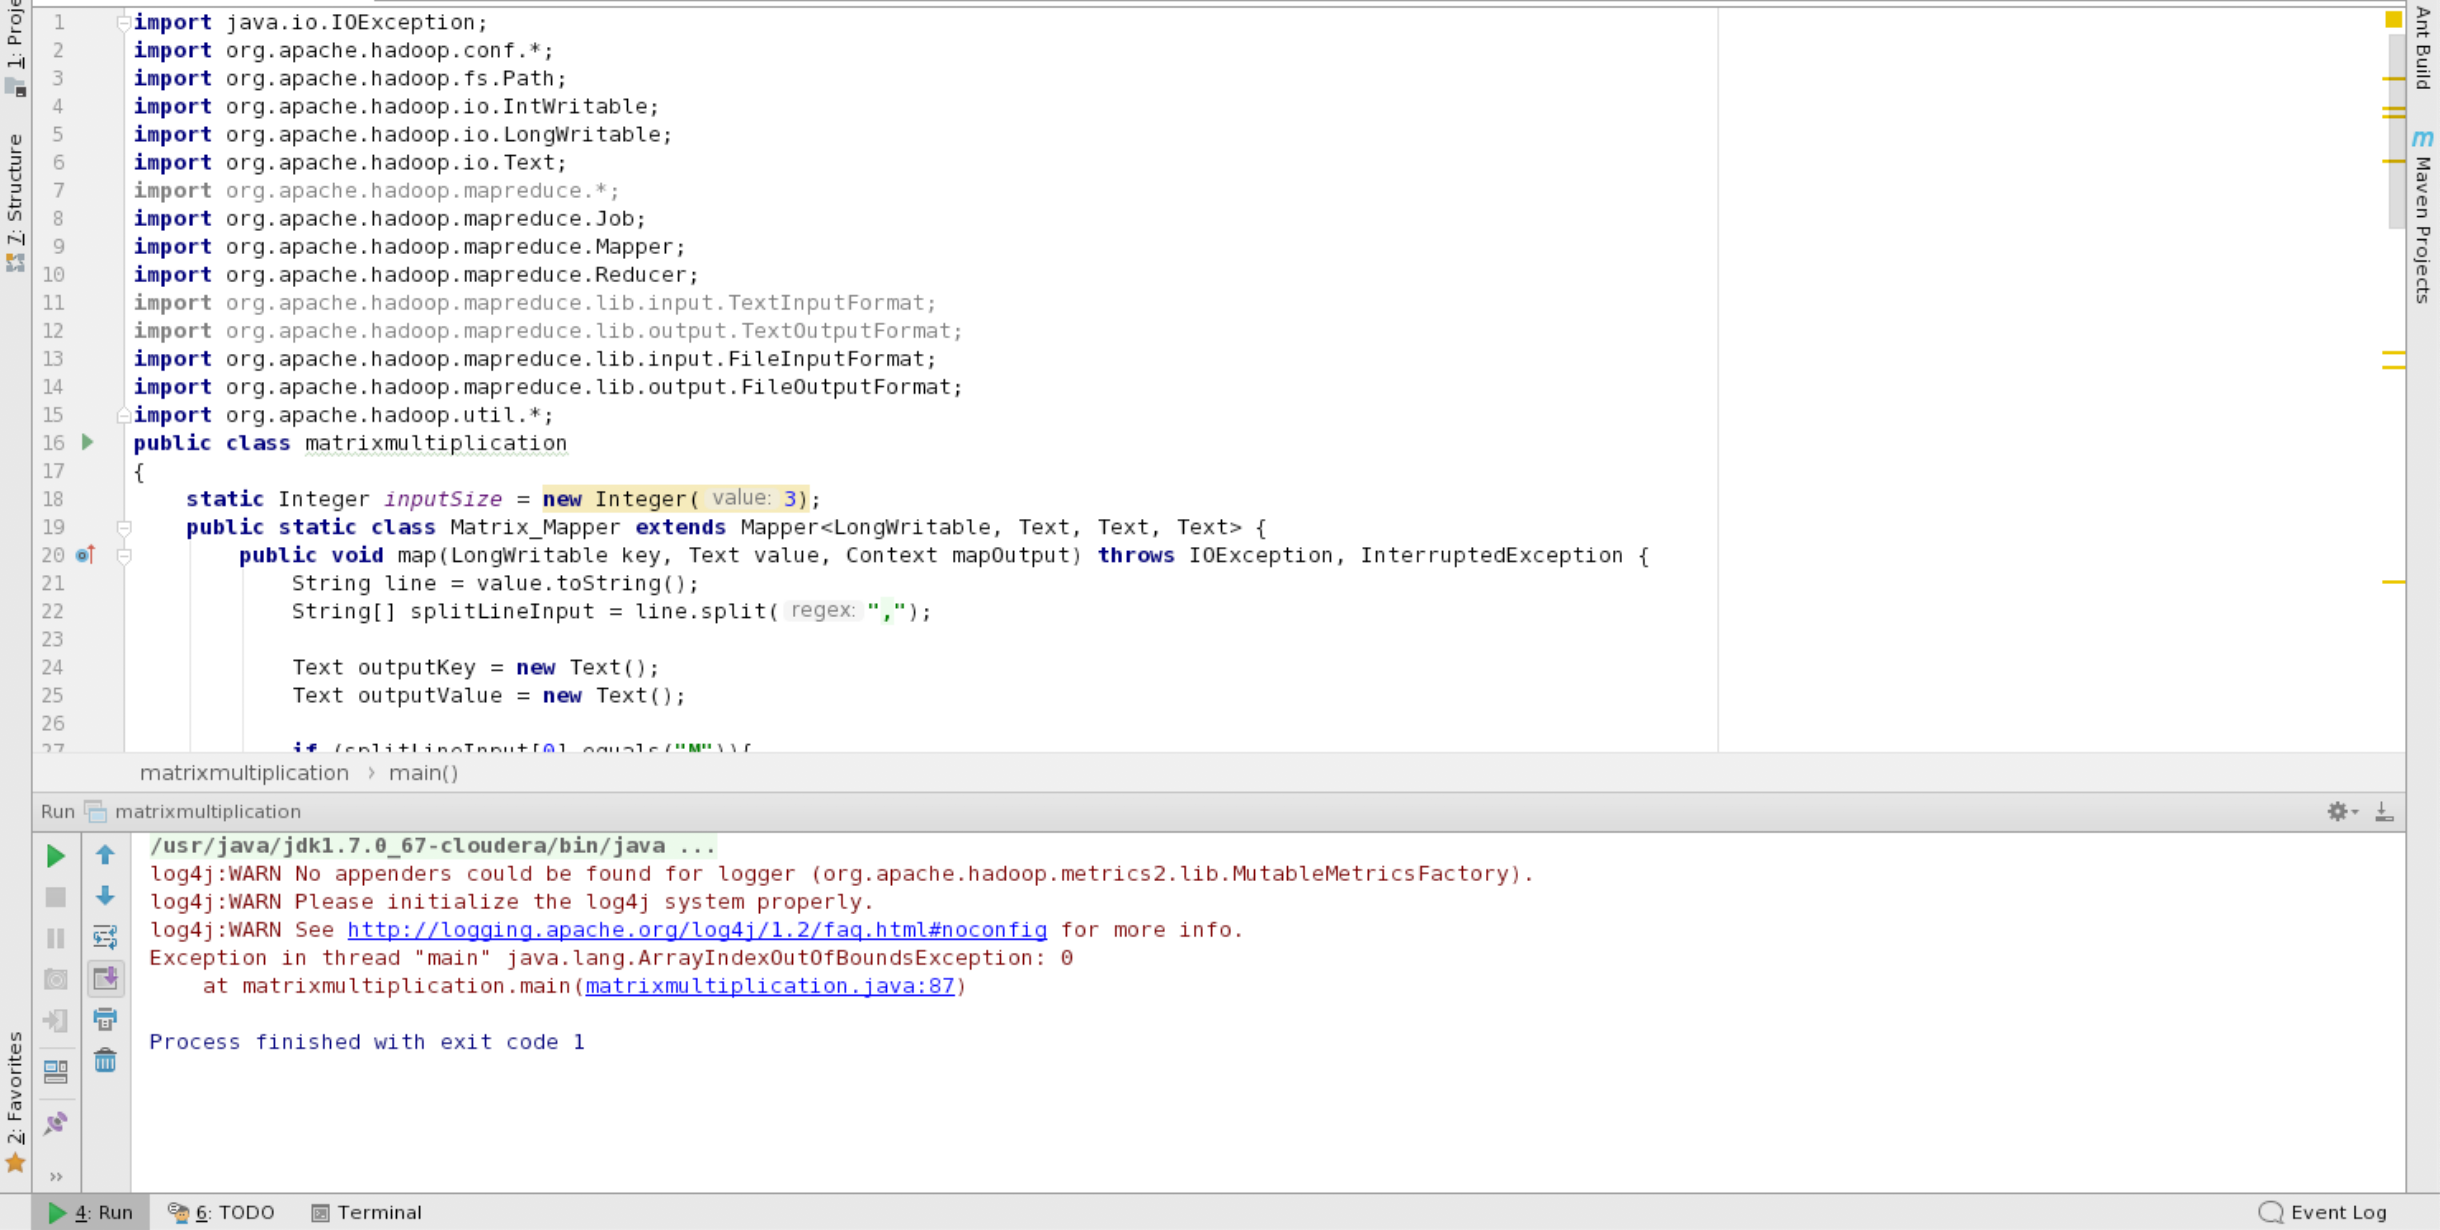 1: Proje
7: Structure
2: Favorites
Ant Build
m Maven Projects
1 import java.io.IOException;
2 import org.apache.hadoop.conf.*;
3 import org.apache.hadoop.fs.Path;
4 import org.apache.hadoop.io.IntWritable;
5 import org.apache.hadoop.io.LongWritable;
6 import org.apache.hadoop.io.Text;
7 import org.apache.hadoop.mapreduce.*;
8 import org.apache.hadoop.mapreduce.Job;
9 import org.apache.hadoop.mapreduce.Mapper;
10 import org.apache.hadoop.mapreduce.Reducer;
11 import org.apache.hadoop.mapreduce.lib.input.TextInputFormat;
12 import org.apache.hadoop.mapreduce.lib.output.TextOutputFormat;
13 import org.apache.hadoop.mapreduce.lib.input.FileInputFormat;
14 import org.apache.hadoop.mapreduce.lib.output.FileOutputFormat;
15 import org.apache.hadoop.util.*;
16 public class matrixmultiplication
17 {
18 static Integer inputSize = new Integer( value: 3);
19 public static class Matrix_Mapper extends Mapper<LongWritable, Text, Text, Text> {
20 public void map(LongWritable key, Text value, Context mapOutput) throws IOException, InterruptedException {
21 String line = value.toString();
22 String[] splitLineInput = line.split( regex: ",");
23
24 Text outputKey = new Text();
25 Text outputValue = new Text();
26
27 if (splitLineInput[0].equals("M")){
matrixmultiplication › main()
Run matrixmultiplication
/usr/java/jdk1.7.0_67-cloudera/bin/java ...
log4j:WARN No appenders could be found for logger (org.apache.hadoop.metrics2.lib.MutableMetricsFactory).
log4j:WARN Please initialize the log4j system properly.
log4j:WARN See http://logging.apache.org/log4j/1.2/faq.html#noconfig for more info.
Exception in thread "main" java.lang.ArrayIndexOutOfBoundsException: 0
at matrixmultiplication.main(matrixmultiplication.java:87)
Process finished with exit code 1
»
4: Run 6: TODO Terminal Event Log